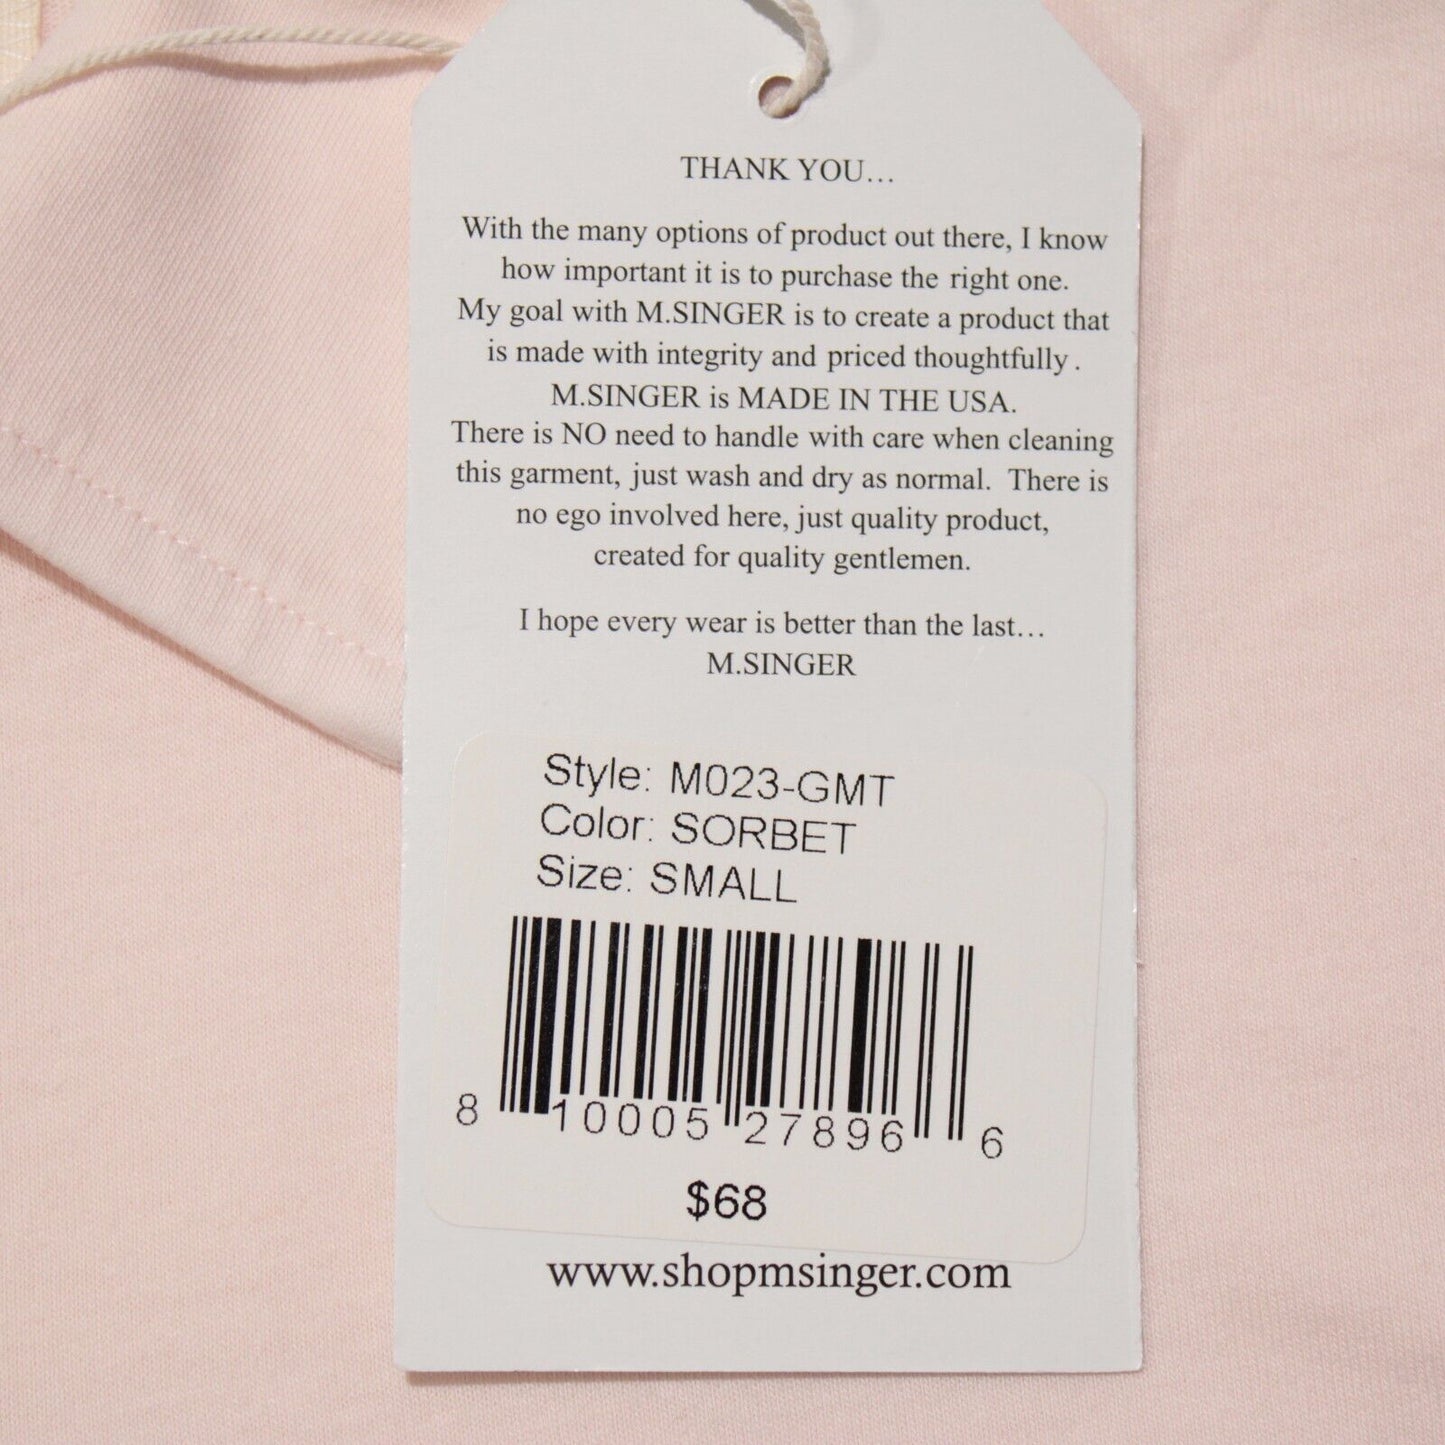 THANK YOU...
With the many options of product out there, I know
how important it is to purchase the right one.
My goal with M.SINGER is to create a product that
is made with integrity and priced thoughtfully.
M.SINGER is MADE IN THE USA.
There is NO need to handle with care when cleaning
this garment, just wash and dry as normal. There is
no ego involved here, just quality product,
created for quality gentlemen.
I hope every wear is better than the last...
M.SINGER
Style: M023-GMT
Color: SORBET
Size: SMALL
8 10005 27896 6
$68
www.shopmsinger.com